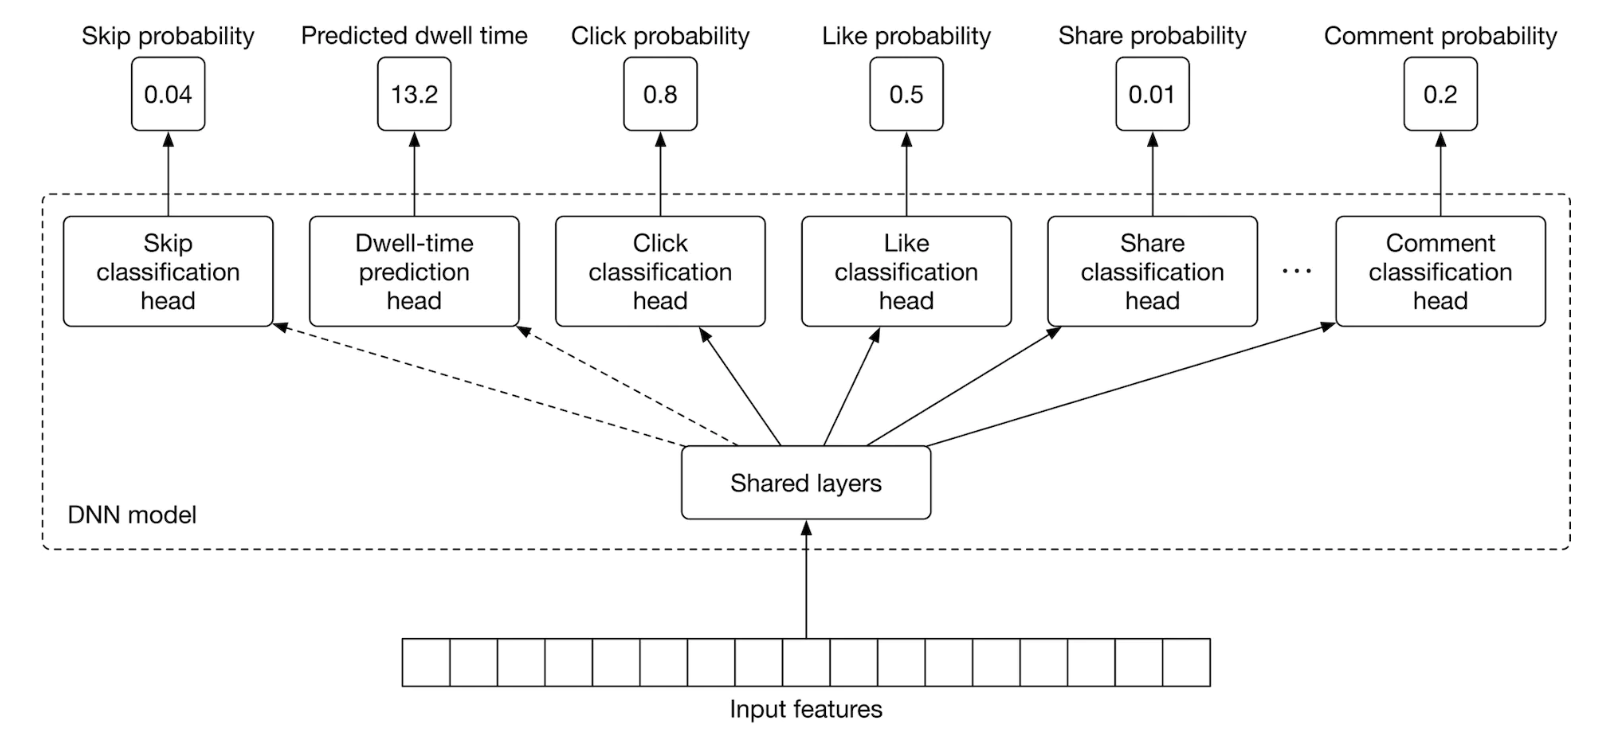 Skip probability
Predicted dwell time
Click probability
Like probability
Share probability
Comment probability
0.04
13.2
0.8
0.5
0.01
0.2
Skip
classification
head
Dwell-time
prediction
head
Click
classification
head
Like
classification
head
Share
classification
head
...
Comment
classification
head
Shared layers
DNN model
Input features